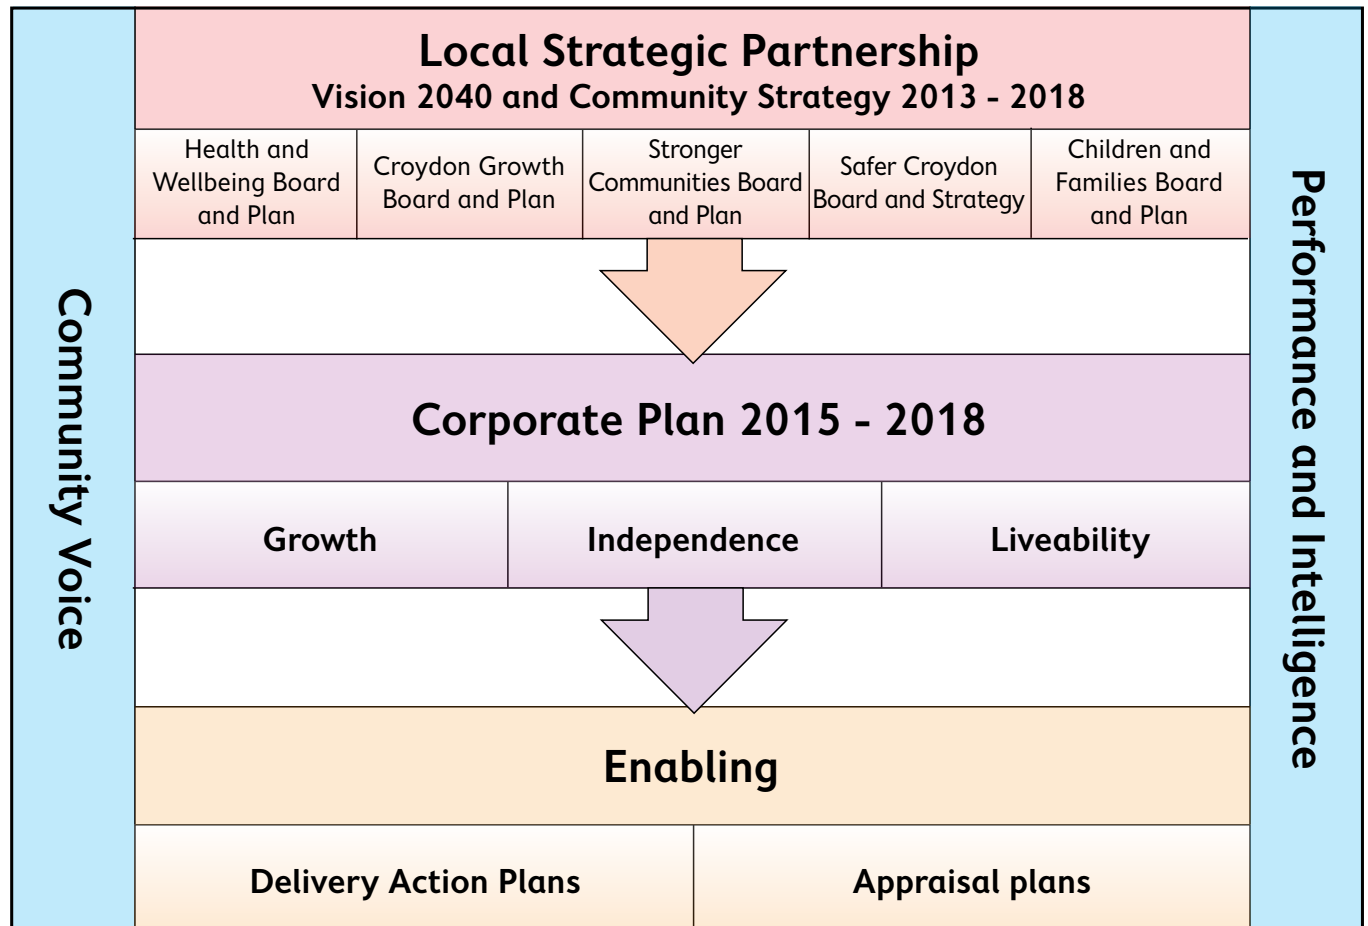 Local Strategic Partnership
Vision 2040 and Community Strategy 2013 - 2018
Health and
Wellbeing Board
and Plan
Croydon Growth
Board and Plan
Stronger
Communities Board
and Plan
Safer Croydon
Board and Strategy
Children and
Families Board
and Plan
Community Voice
Performance and Intelligence
Corporate Plan 2015 - 2018
Growth
Independence
Liveability
Enabling
Delivery Action Plans
Appraisal plans